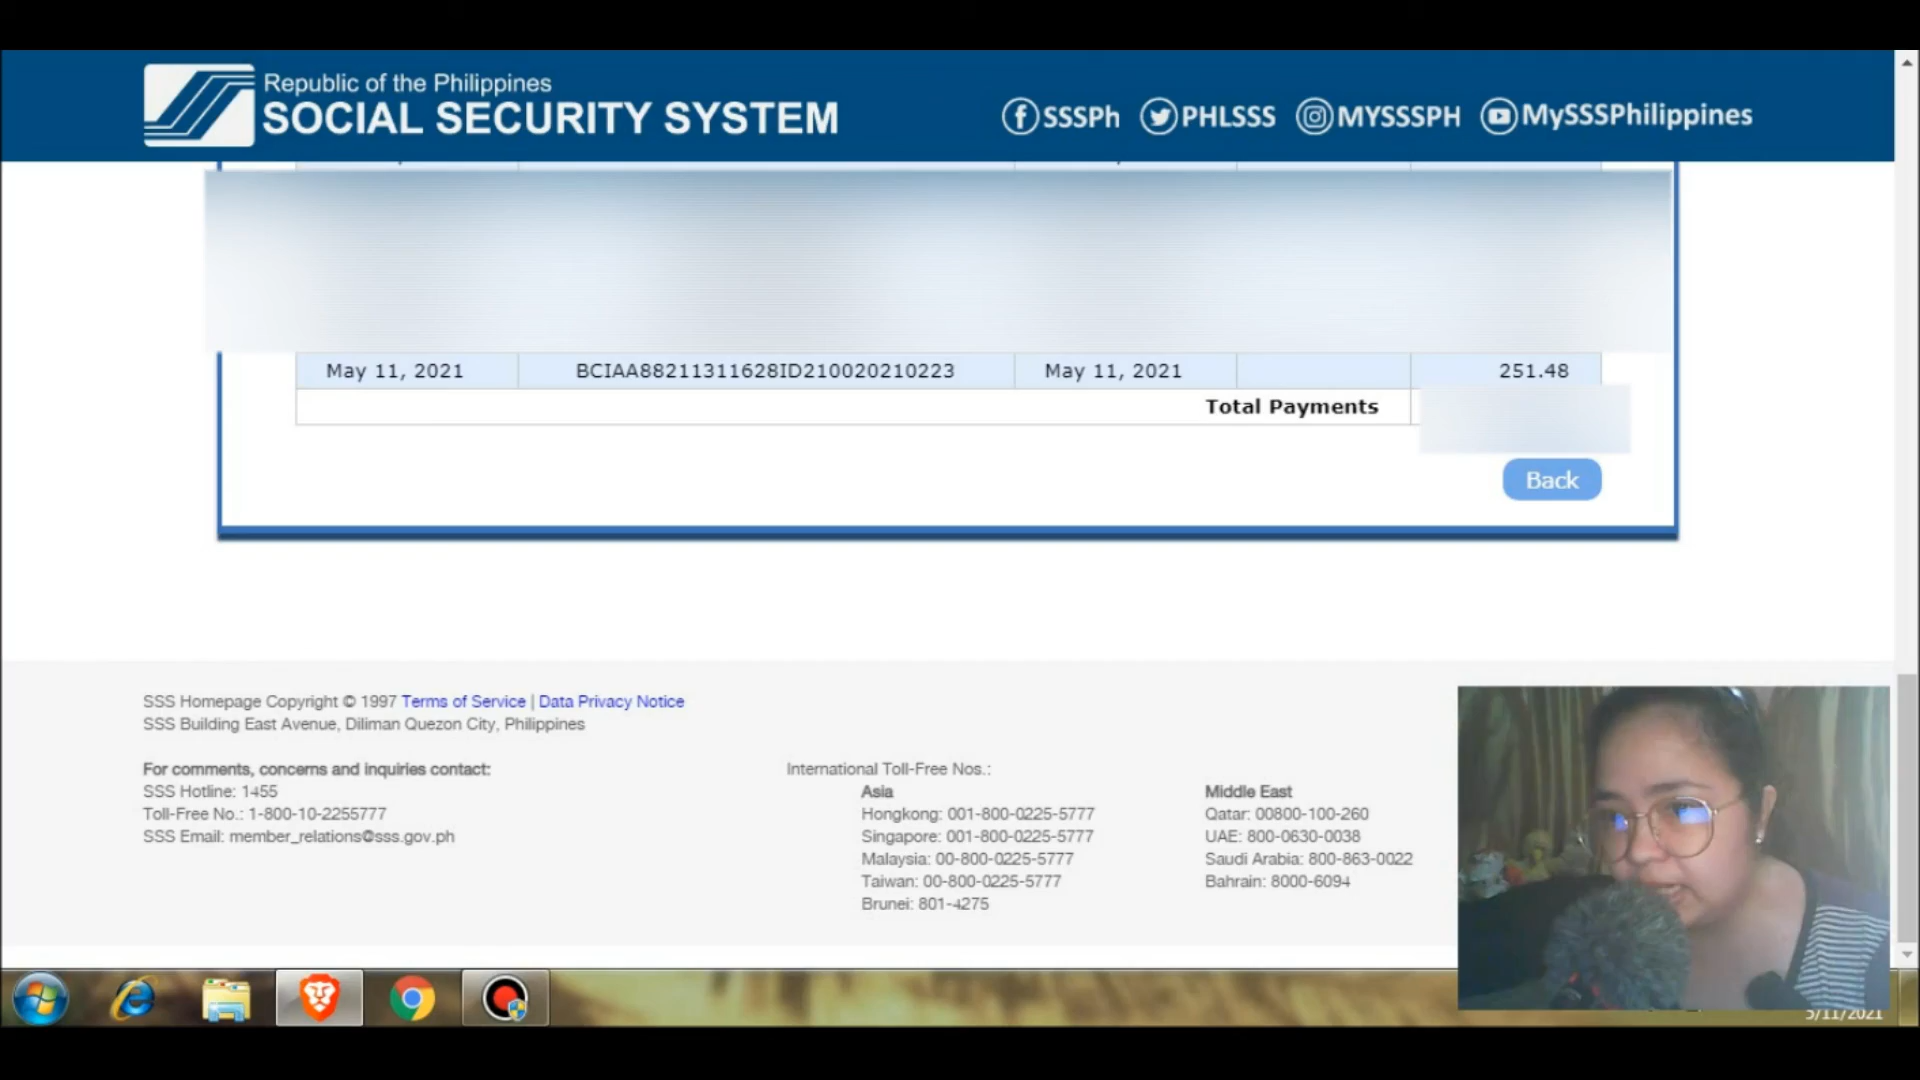 Republic of the Philippines
SOCIAL SECURITY SYSTEM
SSSPh PHLSSS MYSSSPH MySSSPhilippines
May 11, 2021 BCIAA88211311628ID210020210223 May 11, 2021 251.48
Total Payments
Back
SSS Homepage Copyright © 1997 Terms of Service | Data Privacy Notice
SSS Building East Avenue, Diliman Quezon City, Philippines
For comments, concerns and inquiries contact:
SSS Hotline: 1455
Toll-Free No.: 1-800-10-2255777
SSS Email: member_relations@sss.gov.ph
International Toll-Free Nos.:
Asia
Hongkong: 001-800-0225-5777
Singapore: 001-800-0225-5777
Malaysia: 00-800-0225-5777
Taiwan: 00-800-0225-5777
Brunei: 801-4275
Middle East
Qatar: 00800-100-260
UAE: 800-0630-0038
Saudi Arabia: 800-863-0022
Bahrain: 8000-6094
5/11/2021